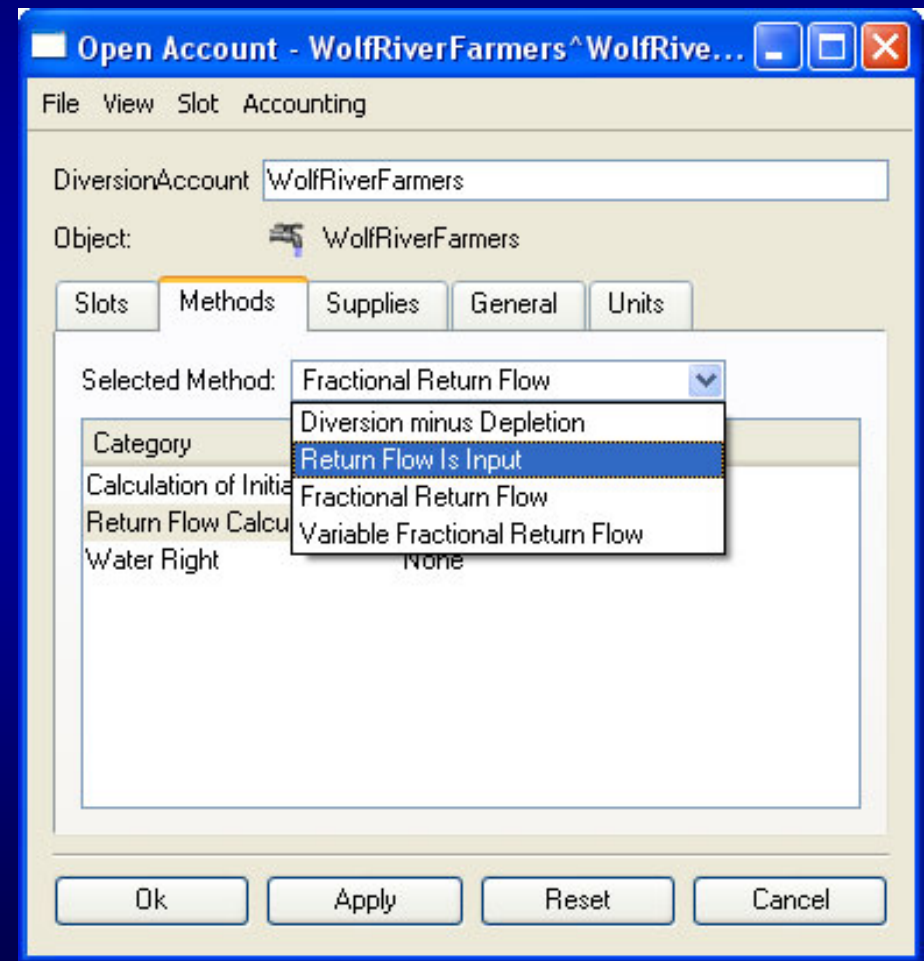 Open Account - WolfRiverFarmers^WolfRive...
File View Slot Accounting
DiversionAccount WolfRiverFarmers
Object: WolfRiverFarmers
Slots Methods Supplies General Units
Selected Method: Fractional Return Flow
Diversion minus Depletion
Category
Return Flow Is Input
Calculation of Initia
Fractional Return Flow
Return Flow Calcu
Variable Fractional Return Flow
Water Right None
Ok Apply Reset Cancel